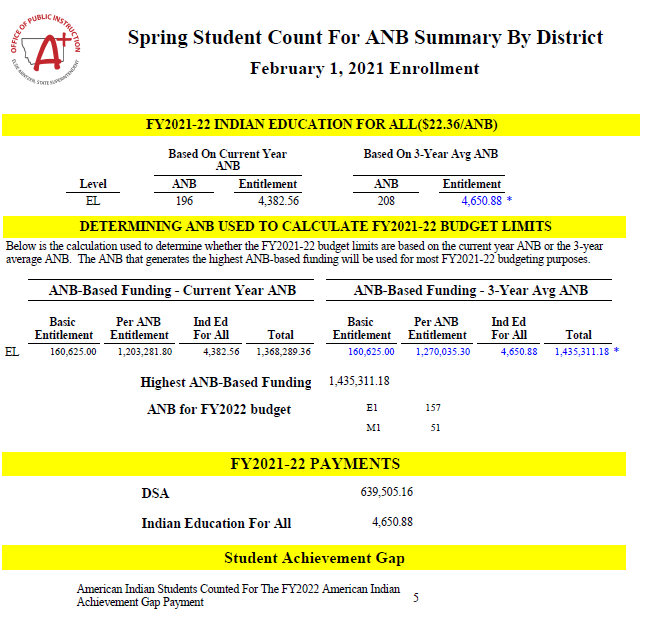 OFFICE OF PUBLIC INSTRUCTION
A+
ELSIE ARNTZEN, STATE SUPERINTENDENT
Spring Student Count For ANB Summary By District
February 1, 2021 Enrollment
FY2021-22 INDIAN EDUCATION FOR ALL($22.36/ANB)
Based On Current Year ANB Based On 3-Year Avg ANB
Level ANB Entitlement ANB Entitlement
EL 196 4,382.56 208 4,650.88 *
DETERMINING ANB USED TO CALCULATE FY2021-22 BUDGET LIMITS
Below is the calculation used to determine whether the FY2021-22 budget limits are based on the current year ANB or the 3-year
average ANB. The ANB that generates the highest ANB-based funding will be used for most FY2021-22 budgeting purposes.
ANB-Based Funding - Current Year ANB ANB-Based Funding - 3-Year Avg ANB
Basic Per ANB Ind Ed Basic Per ANB Ind Ed
Entitlement Entitlement For All Total Entitlement Entitlement For All Total
EL 160,625.00 1,203,281.80 4,382.56 1,368,289.36 160,625.00 1,270,035.30 4,650.88 1,435,311.18 *
Highest ANB-Based Funding 1,435,311.18
ANB for FY2022 budget E1 157
M1 51
FY2021-22 PAYMENTS
DSA 639,505.16
Indian Education For All 4,650.88
Student Achievement Gap
American Indian Students Counted For The FY2022 American Indian
Achievement Gap Payment 5